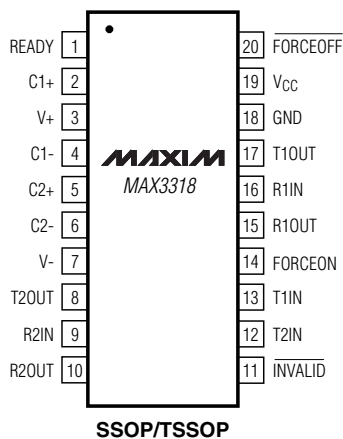 READY 1 20 FORCEOFF
C1+ 2 19 VCC
V+ 3 18 GND
C1- 4 17 T1OUT
MAXIM
C2+ 5 16 R1IN
MAX3318
C2- 6 15 R1OUT
V- 7 14 FORCEON
T2OUT 8 13 T1IN
R2IN 9 12 T2IN
R2OUT 10 11 INVALID
SSOP/TSSOP